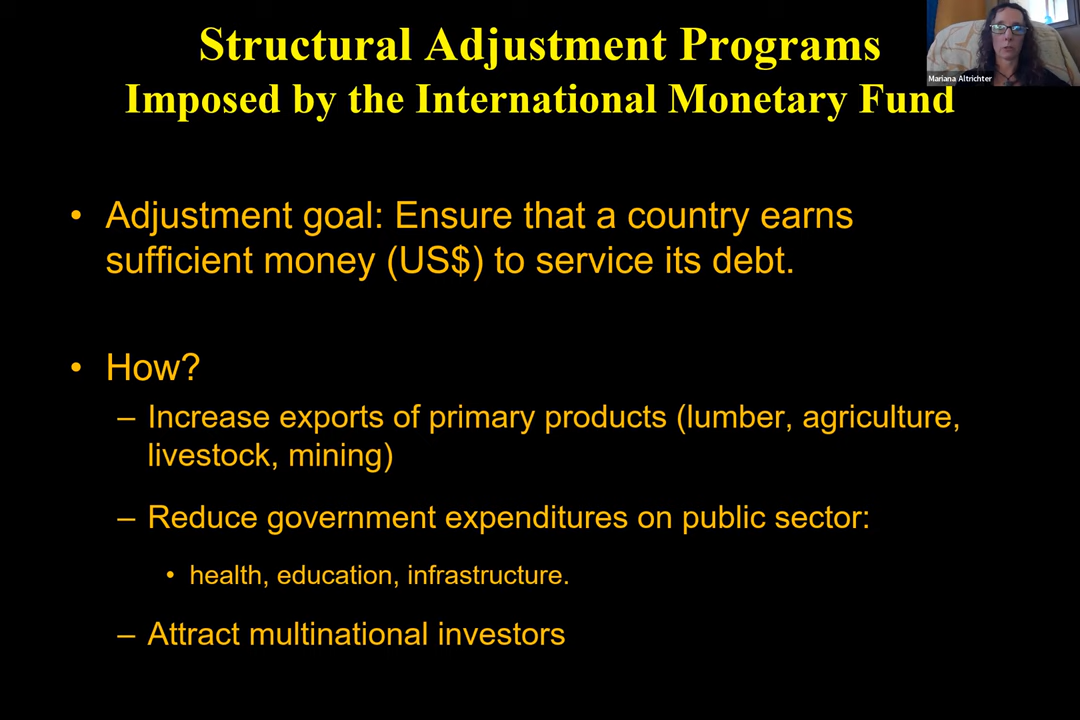 Structural Adjustment Programs
Imposed by the International Monetary Fund
Mariana Altrichter
• Adjustment goal: Ensure that a country earns
sufficient money (US$) to service its debt.
• How?
– Increase exports of primary products (lumber, agriculture,
livestock, mining)
– Reduce government expenditures on public sector:
• health, education, infrastructure.
– Attract multinational investors